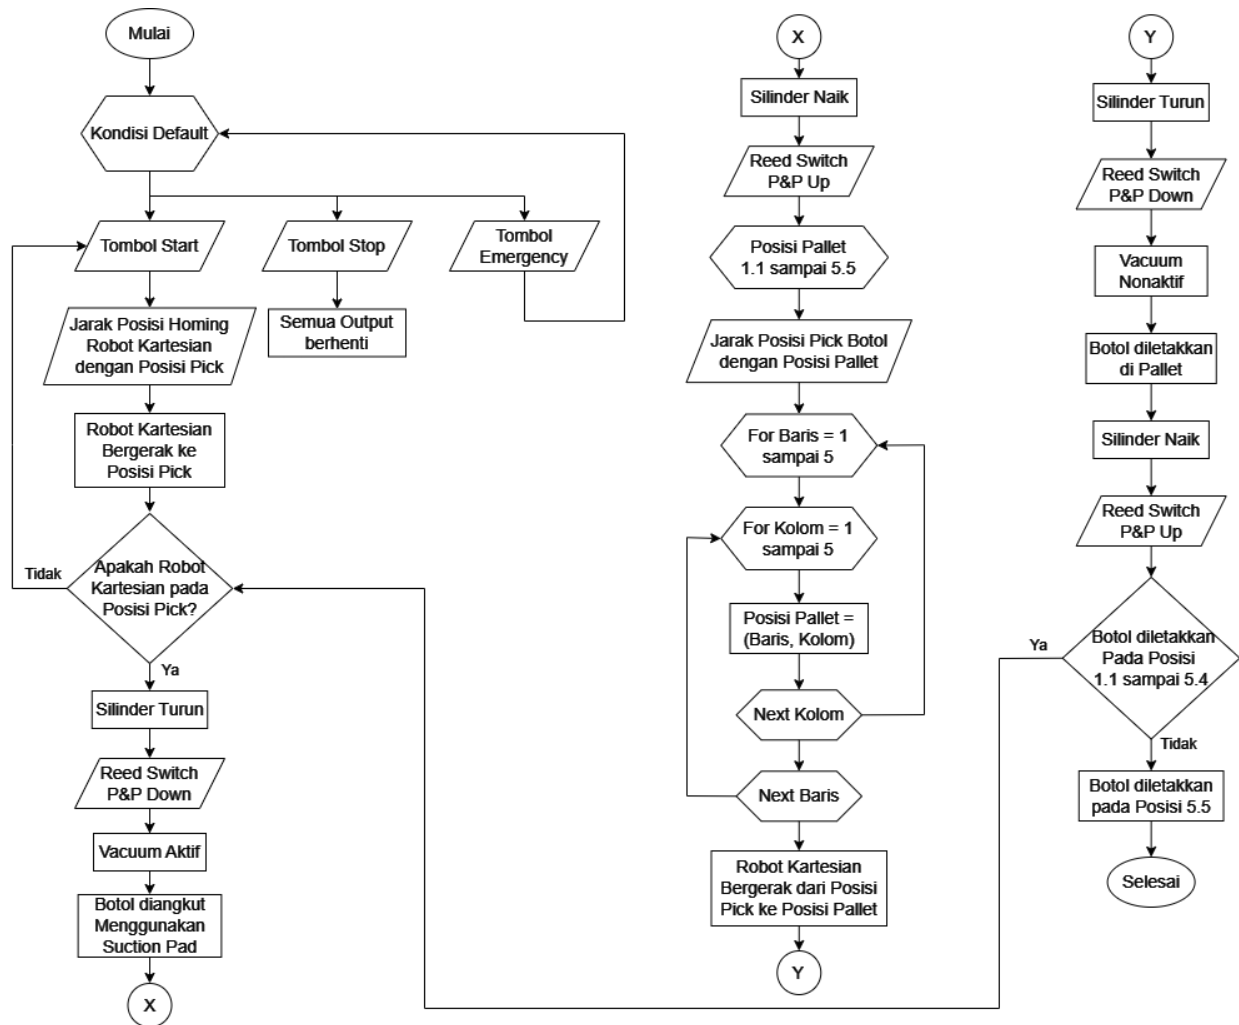 Mulai
Kondisi Default
Tombol Start
Tombol Stop
Tombol
Emergency
Jarak Posisi Homing
Robot Kartesian
dengan Posisi Pick
Semua Output
berhenti
Robot Kartesian
Bergerak ke
Posisi Pick
Apakah Robot
Kartesian pada
Posisi Pick?
Tidak
Ya
Silinder Turun
Reed Switch
P&P Down
Vacuum Aktif
Botol diangkut
Menggunakan
Suction Pad
X
X
Silinder Naik
Reed Switch
P&P Up
Posisi Pallet
1.1 sampai 5.5
Jarak Posisi Pick Botol
dengan Posisi Pallet
For Baris = 1
sampai 5
For Kolom = 1
sampai 5
Posisi Pallet =
(Baris, Kolom)
Next Kolom
Next Baris
Robot Kartesian
Bergerak dari Posisi
Pick ke Posisi Pallet
Y
Y
Silinder Turun
Reed Switch
P&P Down
Vacuum
Nonaktif
Botol diletakkan
di Pallet
Silinder Naik
Reed Switch
P&P Up
Botol diletakkan
Pada Posisi
1.1 sampai 5.4
Ya
Tidak
Botol diletakkan
pada Posisi 5.5
Selesai